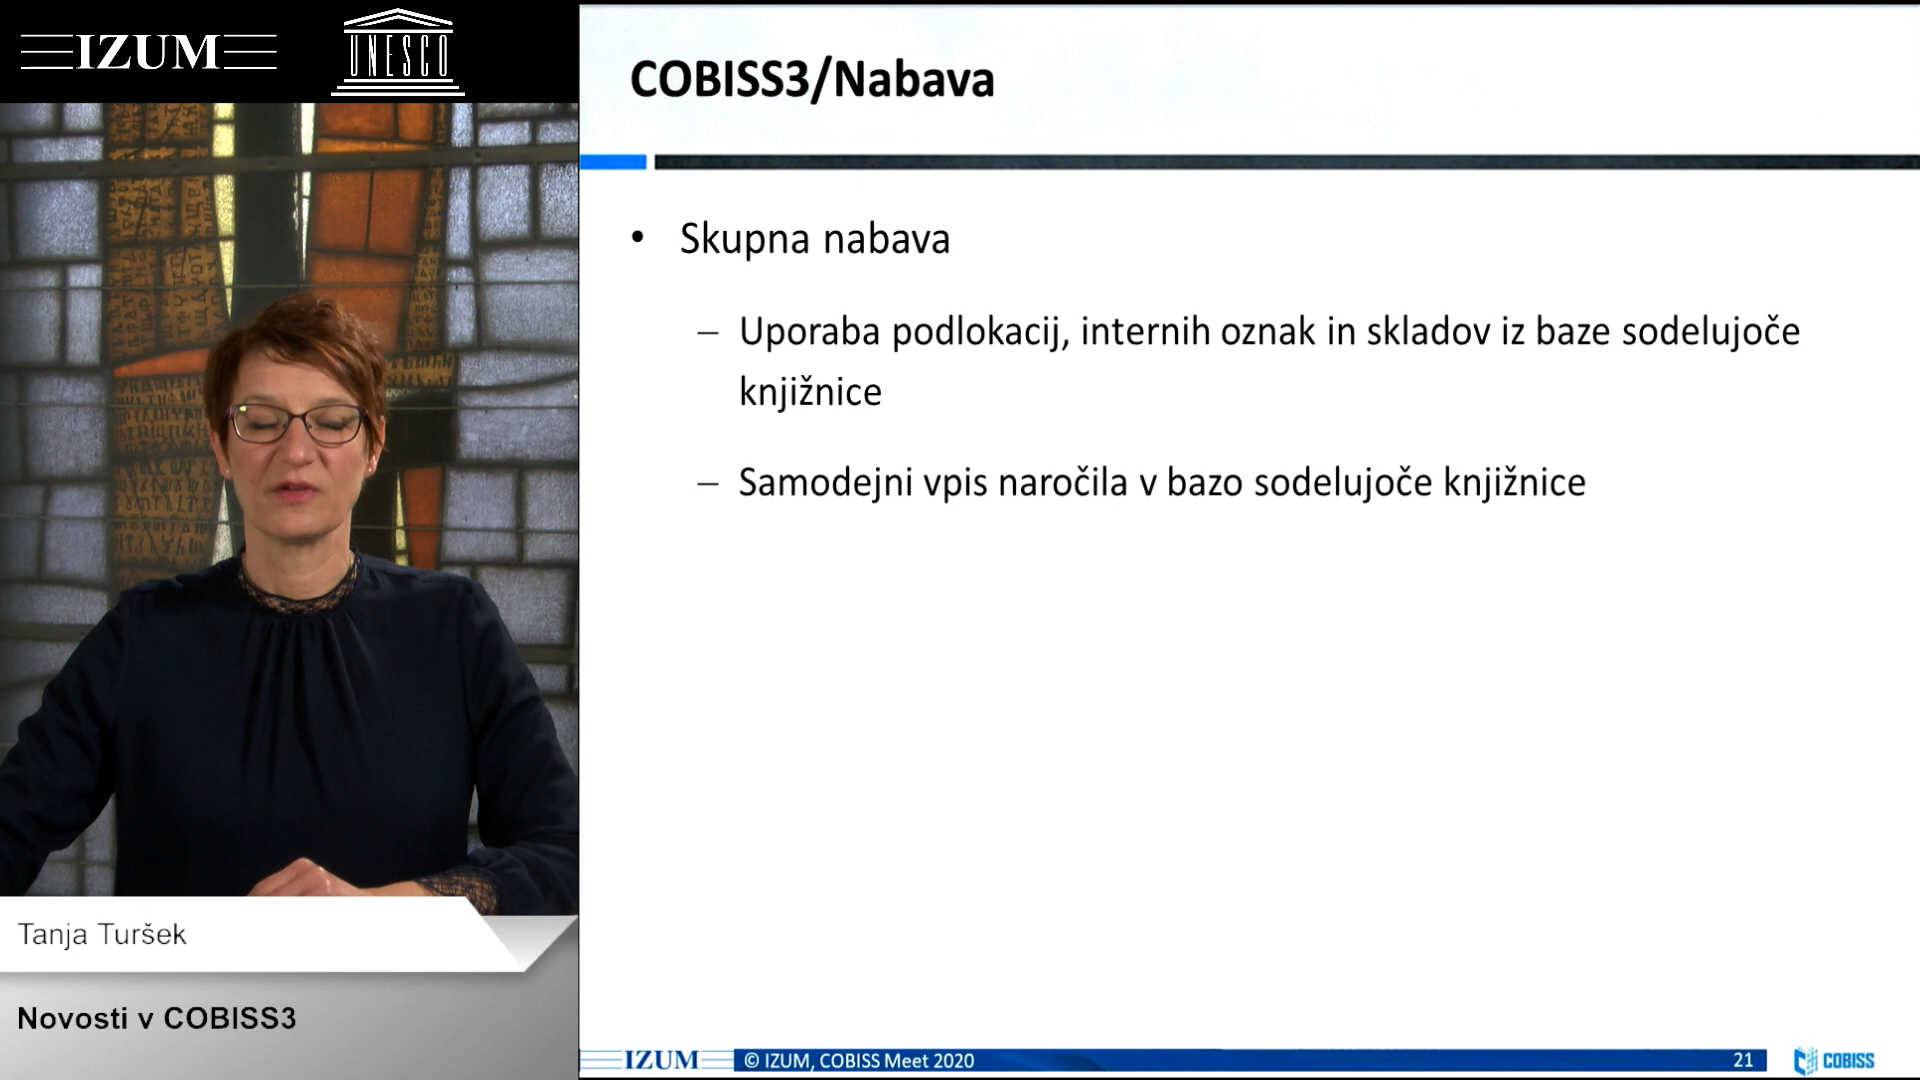 IZUM
UNESCO
COBISS3/Nabava
• Skupna nabava
– Uporaba podlokacij, internih oznak in skladov iz baze sodelujoče
knjižnice
– Samodejni vpis naročila v bazo sodelujoče knjižnice
Tanja Turšek
Novosti v COBISS3
IZUM
© IZUM, COBISS Meet 2020
21
COBISS